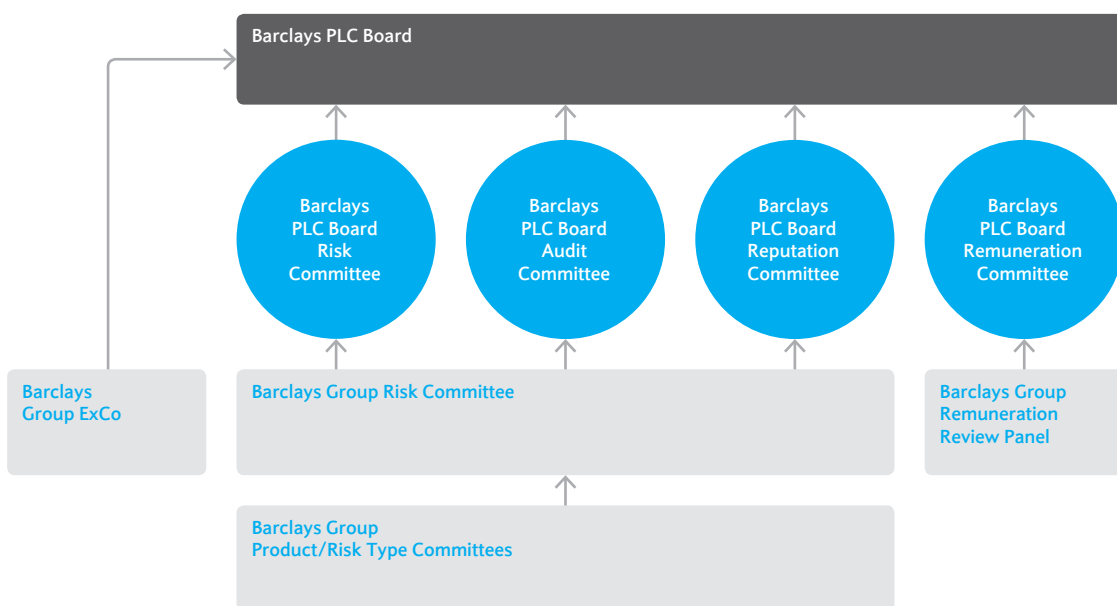 Barclays PLC Board
Barclays
PLC Board
Risk
Committee
Barclays
PLC Board
Audit
Committee
Barclays
PLC Board
Reputation
Committee
Barclays
PLC Board
Remuneration
Committee
Barclays
Group ExCo
Barclays Group Risk Committee
Barclays Group
Remuneration
Review Panel
Barclays Group
Product/Risk Type Committees